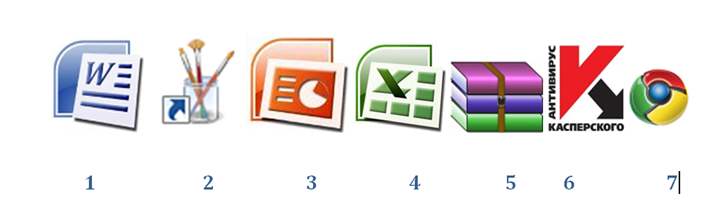 W
X
АНТИВИРУС
КАСПЕРСКОГО
1 2 3 4 5 6 7